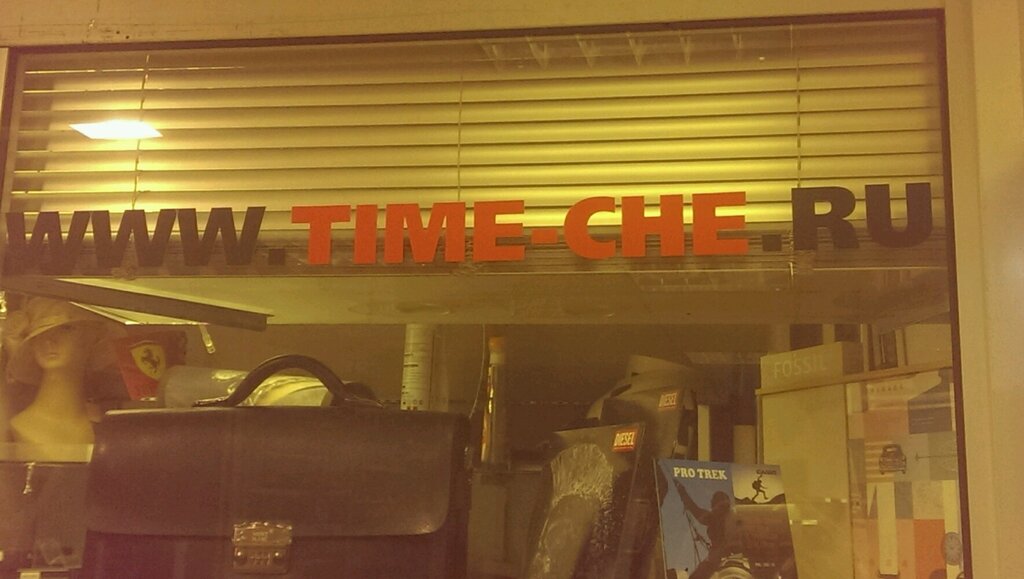 WWW.TIME-CHE.RU
FOSSIL
DIESEL
DIESEL
PRO TREK
CASIO